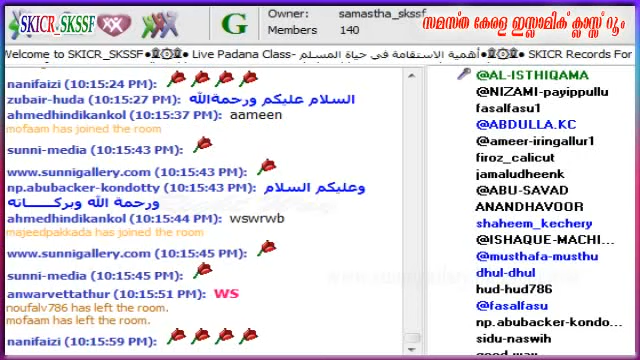 SKICR.SKSSF
G
Owner: samastha_skssf
Members 140
സമസ്ത കേരള ഇസ്ലാമിക് ക്ലാസ്സ് റൂം
Welcome to SKICR_SKSSF Live Padana Class- أهمية الاستقامة في حياة المسلم SKICR Records For
nanifaizi (10:15:24 PM):
zubair-huda (10:15:27 PM): السلام عليكم ورحمةالله
ahmedhindikankol (10:15:37 PM): aameen
mofaam has joined the room
sunni-media (10:15:43 PM):
www.sunnigallery.com (10:15:43 PM):
np.abubacker-kondotty (10:15:43 PM): وعليكم السلام
ورحمة الله وبركـــــاتة
ahmedhindikankol (10:15:44 PM): wswrwb
majeedpakkada has joined the room
www.sunnigallery.com (10:15:45 PM):
sunni-media (10:15:45 PM):
anwarvettathur (10:15:51 PM): WS
noufalv786 has left the room.
mofaam has left the room.
nanifaizi (10:15:59 PM):
@AL-ISTHIQAMA
@NIZAMI-payippullu
fasalfasu1
@ABDULLA.KC
@ameer-iringallur1
firoz_calicut
jamaludheenk
@ABU-SAVAD
ANANDHAVOOR
shaheem_kechery
@ISHAQUE-MACHI...
@musthafa-musthu
dhul-dhul
hud-hud786
@fasalfasu
np.abubacker-kondo...
sidu-naswih